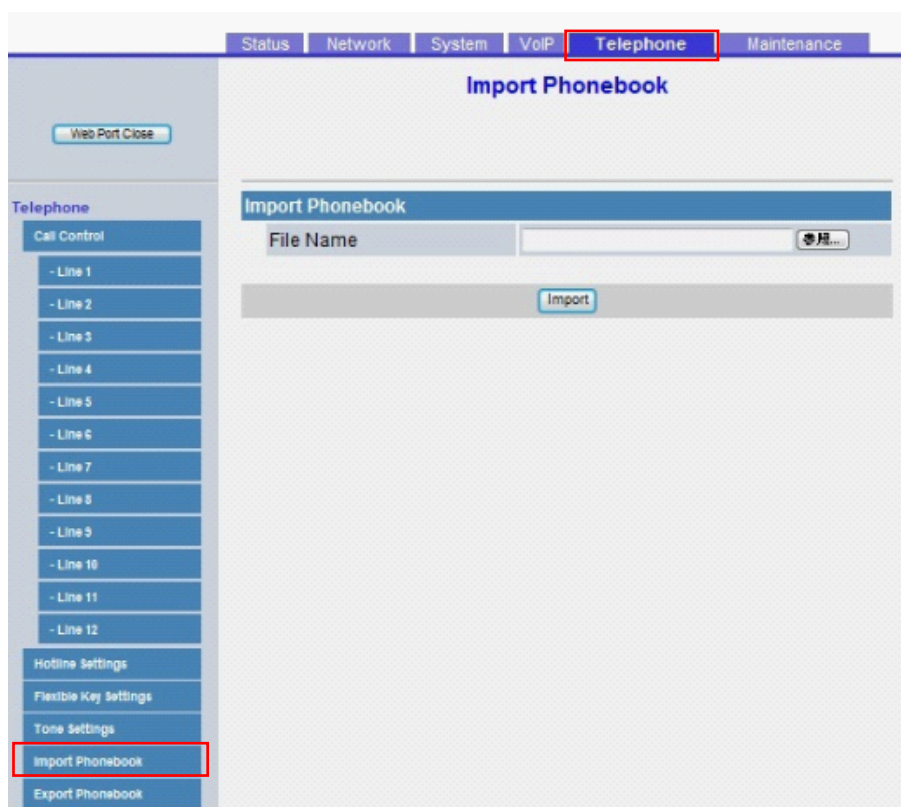 Status Network System VoIP Telephone Maintenance
Import Phonebook
Web Port Close
Telephone
Call Control
- Line 1
- Line 2
- Line 3
- Line 4
- Line 5
- Line 6
- Line 7
- Line 8
- Line 9
- Line 10
- Line 11
- Line 12
Hotline Settings
Flexible Key Settings
Tone Settings
Import Phonebook
Export Phonebook
Import Phonebook
File Name
参照...
Import